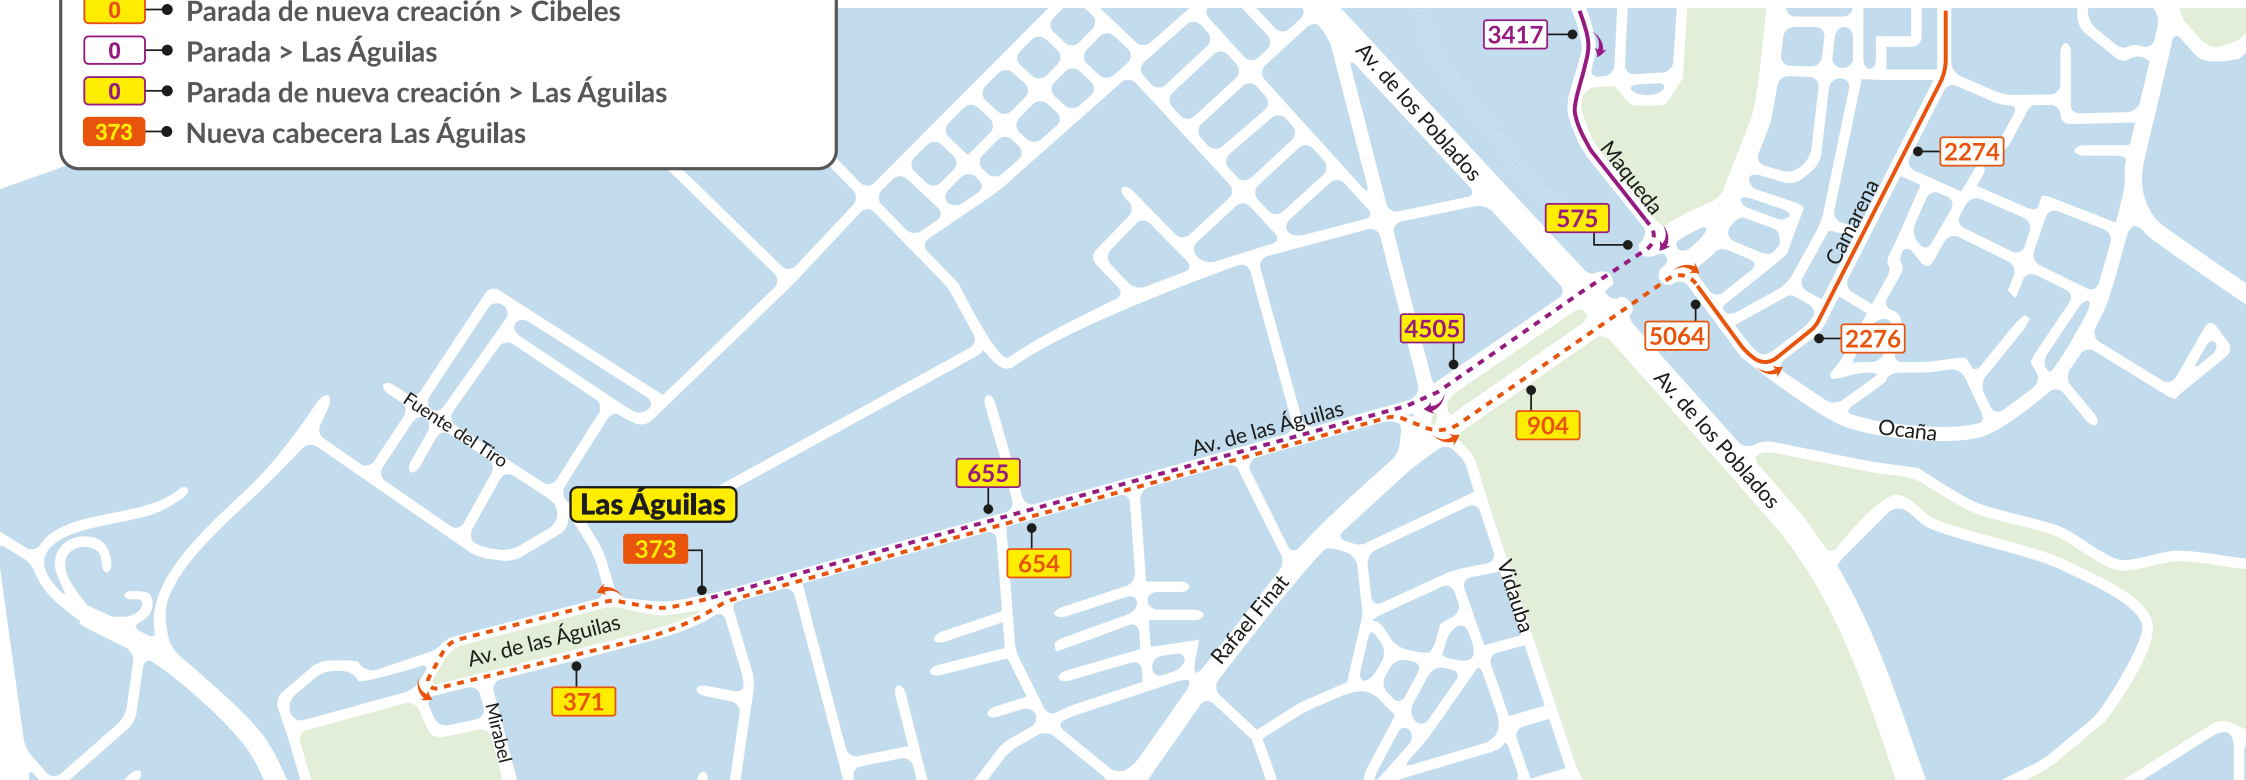 0 Parada de nueva creación > Cibeles
0 Parada > Las Águilas
0 Parada de nueva creación > Las Águilas
373 Nueva cabecera Las Águilas
3417
Av. de los Poblados
Maqueda
2274
Camarena
575
4505
5064
2276
Av. de los Poblados
Ocaña
904
Av. de las Águilas
Fuente del Tiro
655
Las Águilas
373
654
Vidauba
Rafael Finat
Av. de las Águilas
371
Mirabel